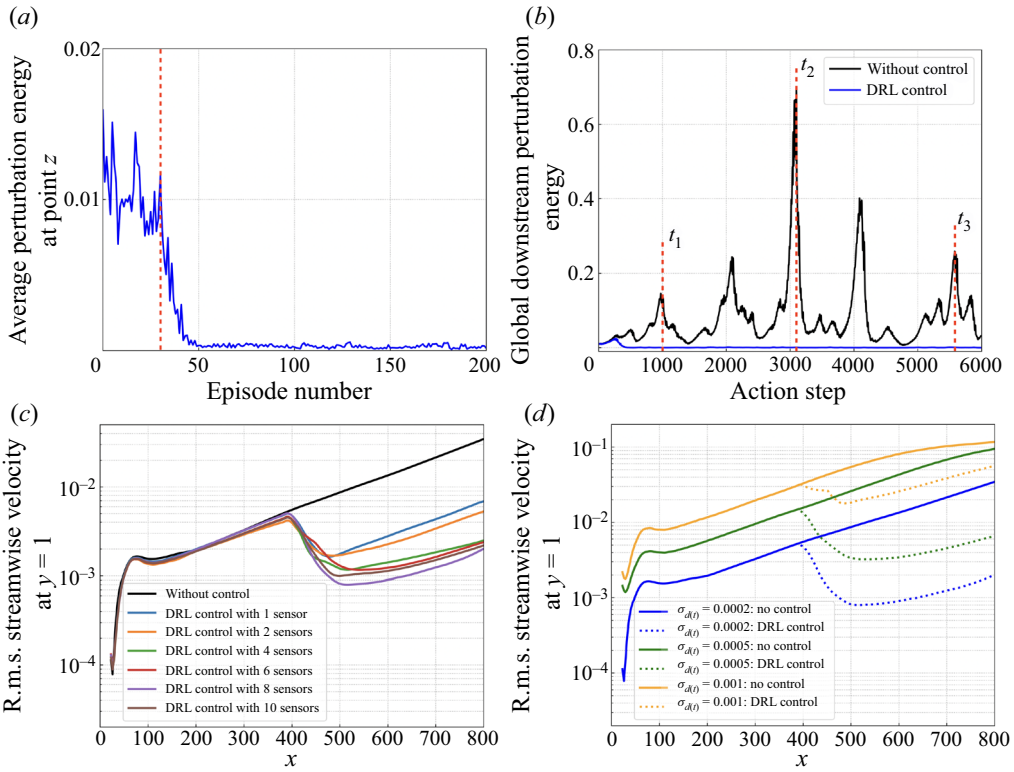 (a)
0.02
0.01
0
50
100
150
200
Average perturbation energy
at point z
Episode number
(b)
0.8
0.6
0.4
0.2
0
1000
2000
3000
4000
5000
6000
t1
t2
t3
Without control
DRL control
Global downstream perturbation
energy
Action step
(c)
10−2
10−3
10−4
0
100
200
300
400
500
600
700
800
R.m.s. streamwise velocity
at y = 1
Without control
DRL control with 1 sensor
DRL control with 2 sensors
DRL control with 4 sensors
DRL control with 6 sensors
DRL control with 8 sensors
DRL control with 10 sensors
x
(d)
10−1
10−2
10−3
10−4
0
100
200
300
400
500
600
700
800
R.m.s. streamwise velocity
at y = 1
σd(t) = 0.0002: no control
σd(t) = 0.0002: DRL control
σd(t) = 0.0005: no control
σd(t) = 0.0005: DRL control
σd(t) = 0.001: no control
σd(t) = 0.001: DRL control
x